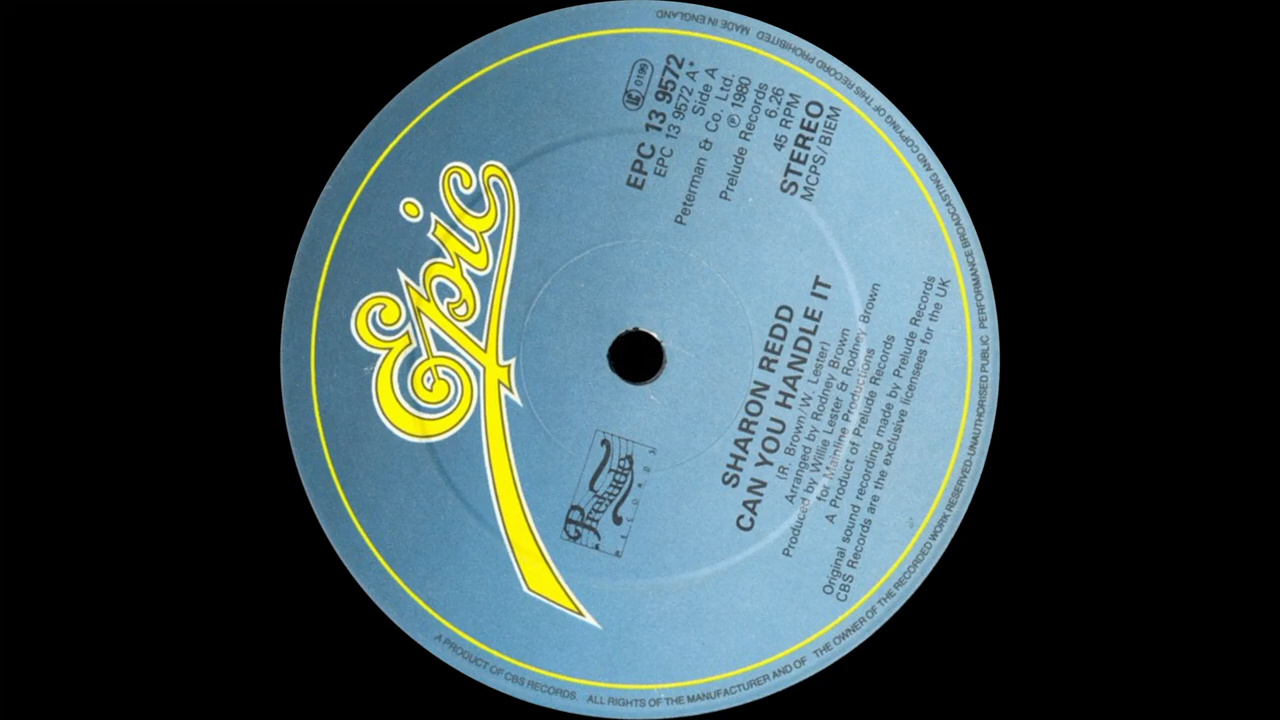 Epic
EPC 13 9572
EPC 13 9572 A*
Side A
Peterman & Co. Ltd.
℗ 1980
Prelude Records
6.26
45 RPM
STEREO
MCPS/BIEM
LC 0199
Prelude
RECORDS
SHARON REDD
CAN YOU HANDLE IT
(R. Brown/W. Lester)
Arranged by Rodney Brown
Produced by Willie Lester & Rodney Brown
for Mainline Productions
A Product of Prelude Records
Original sound recording made by Prelude Records
CBS Records are the exclusive licensees for the UK
A PRODUCT OF CBS RECORDS. ALL RIGHTS OF THE MANUFACTURER AND OF THE OWNER OF THE RECORDED WORK RESERVED-UNAUTHORISED PUBLIC PERFORMANCE BROADCASTING AND COPYING OF THIS RECORD PROHIBITED MADE IN ENGLAND.